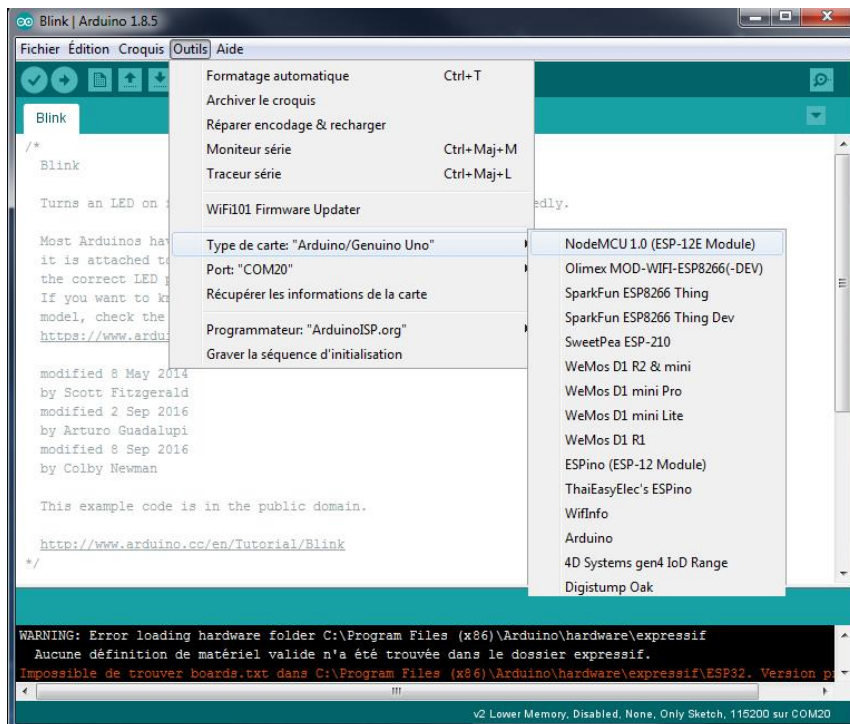 Blink | Arduino 1.8.5
Fichier Édition Croquis Outils Aide
Formatage automatique Ctrl+T
Archiver le croquis
Réparer encodage & recharger
Moniteur série Ctrl+Maj+M
Traceur série Ctrl+Maj+L
WiFi101 Firmware Updater
Type de carte: "Arduino/Genuino Uno"
Port: "COM20"
Récupérer les informations de la carte
Programmateur: "ArduinoISP.org"
Graver la séquence d'initialisation
NodeMCU 1.0 (ESP-12E Module)
Olimex MOD-WIFI-ESP8266(-DEV)
SparkFun ESP8266 Thing
SparkFun ESP8266 Thing Dev
SweetPea ESP-210
WeMos D1 R2 & mini
WeMos D1 mini Pro
WeMos D1 mini Lite
WeMos D1 R1
ESPino (ESP-12 Module)
ThaiEasyElec's ESPino
WifInfo
Arduino
4D Systems gen4 IoD Range
Digistump Oak
Blink
/*
Blink
Turns an LED on
Most Arduinos
it is attached
the correct LED
If you want to
model, check the
modified 8 May 2014
by Scott Fitzgerald
modified 2 Sep 2016
by Arturo Guadalupi
modified 8 Sep 2016
by Colby Newman
This example code is in the public domain.
http://www.arduino.cc/en/Tutorial/Blink
*/
WARNING: Error loading hardware folder C:\Program Files (x86)\Arduino\hardware\expressif
Aucune définition de matériel valide n'a été trouvée dans le dossier expressif.
Impossible de trouver boards.txt dans C:\Program Files (x86)\Arduino\hardware\expressif\ESP32. Version
v2 Lower Memory, Disabled, None, Only Sketch, 115200 sur COM20